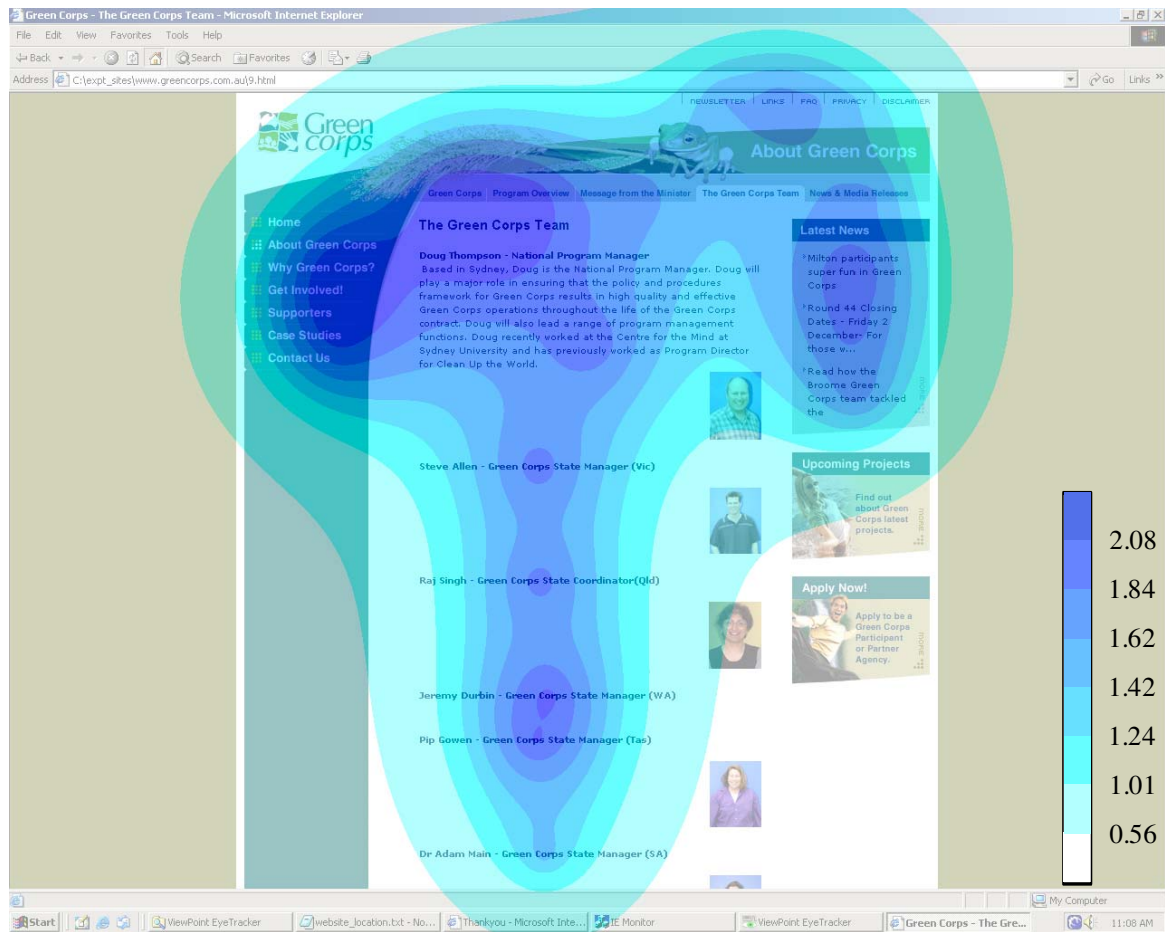 Green Corps - The Green Corps Team - Microsoft Internet Explorer
File Edit View Favorites Tools Help
Back Search Favorites
Address C:\expt_sites\www.greencorps.com.au\9.html Go Links »
NEWSLETTER | LINKS | FAQ | PRIVACY | DISCLAIMER
Green
corps
About Green Corps
Green Corps Program Overview Message from the Minister The Green Corps Team News & Media Releases
Home
About Green Corps
Why Green Corps?
Get Involved!
Supporters
Case Studies
Contact Us
The Green Corps Team
Doug Thompson - National Program Manager
Based in Sydney, Doug is the National Program Manager. Doug will
play a major role in ensuring that the policy and procedures
framework for Green Corps results in high quality and effective
Green Corps operations throughout the life of the Green Corps
contract. Doug will also lead a range of program management
functions. Doug recently worked at the Centre for the Mind at
Sydney University and has previously worked as Program Director
for Clean Up the World.
Steve Allen - Green Corps State Manager (Vic)
Raj Singh - Green Corps State Coordinator(Qld)
Jeremy Durbin - Green Corps State Manager (WA)
Pip Gowen - Green Corps State Manager (Tas)
Dr Adam Main - Green Corps State Manager (SA)
Latest News
Milton participants
super fun in Green
Corps
Round 44 Closing
Dates - Friday 2
December- For
those w...
Read how the
Broome Green
Corps team tackled
the
more
Upcoming Projects
Find out
about Green
Corps latest
projects.
more
Apply Now!
Apply to be a
Green Corps
Participant
or Partner
Agency.
more
2.08
1.84
1.62
1.42
1.24
1.01
0.56
My Computer
Start ViewPoint EyeTracker website_location.txt - No... Thankyou - Microsoft Inte... IE Monitor ViewPoint EyeTracker Green Corps - The Gre... 11:08 AM